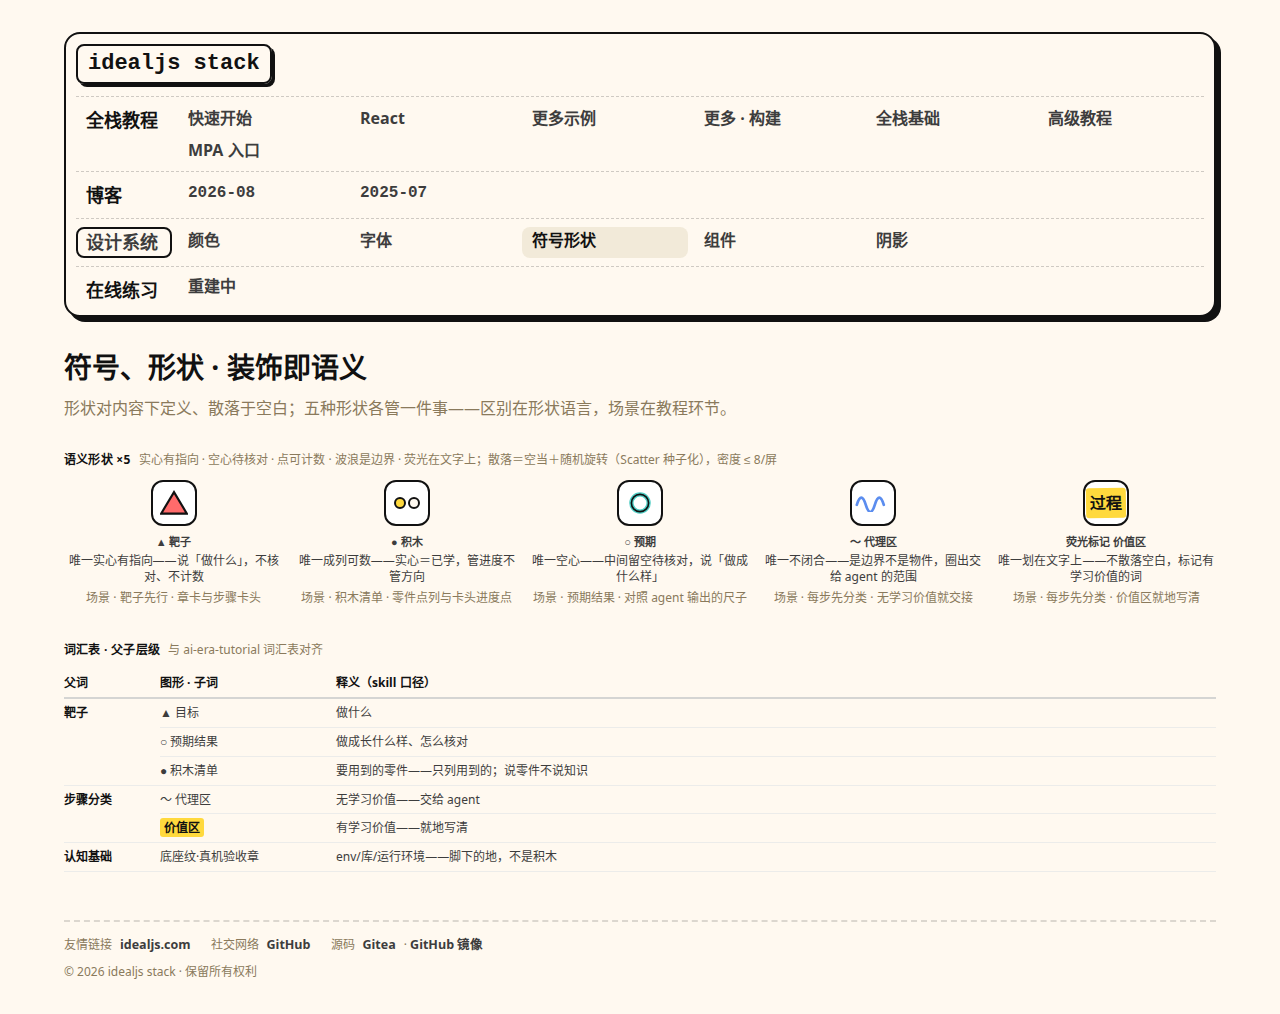 idealjs stack
全栈教程 快速开始 React 更多示例 更多 · 构建 全栈基础 高级教程
MPA 入口
博客 2026-08 2025-07
设计系统 颜色 字体 符号形状 组件 阴影
在线练习 重建中
符号、形状 · 装饰即语义
形状对内容下定义、散落于空白；五种形状各管一件事——区别在形状语言，场景在教程环节。
语义形状 ×5 实心有指向 · 空心待核对 · 点可计数 · 波浪是边界 · 荧光在文字上；散落＝空当＋随机旋转（Scatter 种子化），密度 ≤ 8/屏
过程
▲ 靶子
唯一实心有指向——说「做什么」，不核
对、不计数
场景 · 靶子先行 · 章卡与步骤卡头
● 积木
唯一成列可数——实心＝已学，管进度不
管方向
场景 · 积木清单 · 零件点列与卡头进度点
○ 预期
唯一空心——中间留空待核对，说「做成
什么样」
场景 · 预期结果 · 对照 agent 输出的尺子
～ 代理区
唯一不闭合——是边界不是物件，圈出交
给 agent 的范围
场景 · 每步先分类 · 无学习价值就交接
荧光标记 价值区
唯一划在文字上——不散落空白，标记有
学习价值的词
场景 · 每步先分类 · 价值区就地写清
词汇表 · 父子层级 与 ai-era-tutorial 词汇表对齐
父词 图形 · 子词 释义（skill 口径）
靶子 ▲ 目标 做什么
○ 预期结果 做成长什么样、怎么核对
● 积木清单 要用到的零件——只列用到的；说零件不说知识
步骤分类 ～ 代理区 无学习价值——交给 agent
价值区 有学习价值——就地写清
认知基础 底座纹·真机验收章 env/库/运行环境——脚下的地，不是积木
友情链接 idealjs.com 社交网络 GitHub 源码 Gitea · GitHub 镜像
© 2026 idealjs stack · 保留所有权利